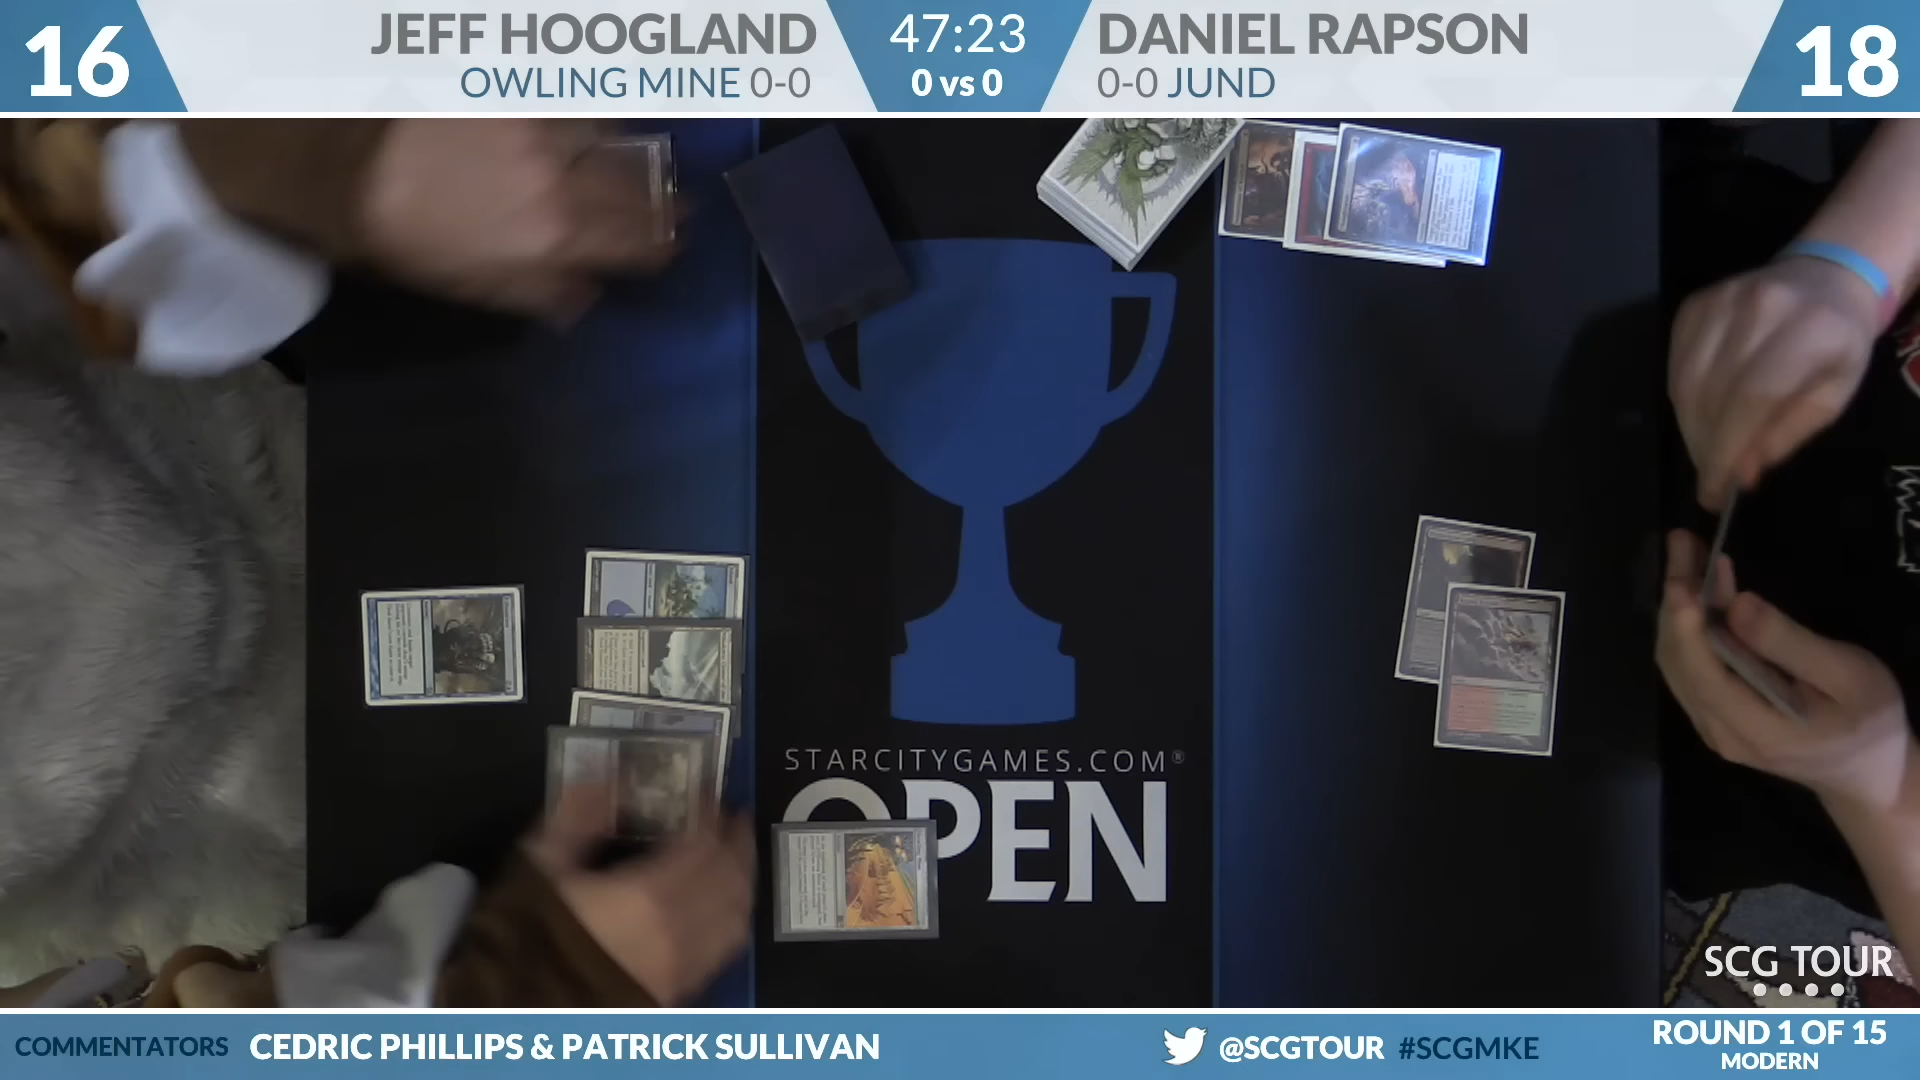 16
JEFF HOOGLAND
OWLING MINE 0-0
47:23
0 vs 0
DANIEL RAPSON
0-0 JUND
18
STARCITYGAMES.COM®
OPEN
SCG TOUR
COMMENTATORS CEDRIC PHILLIPS & PATRICK SULLIVAN
@SCGTOUR #SCGMKE
ROUND 1 OF 15
MODERN